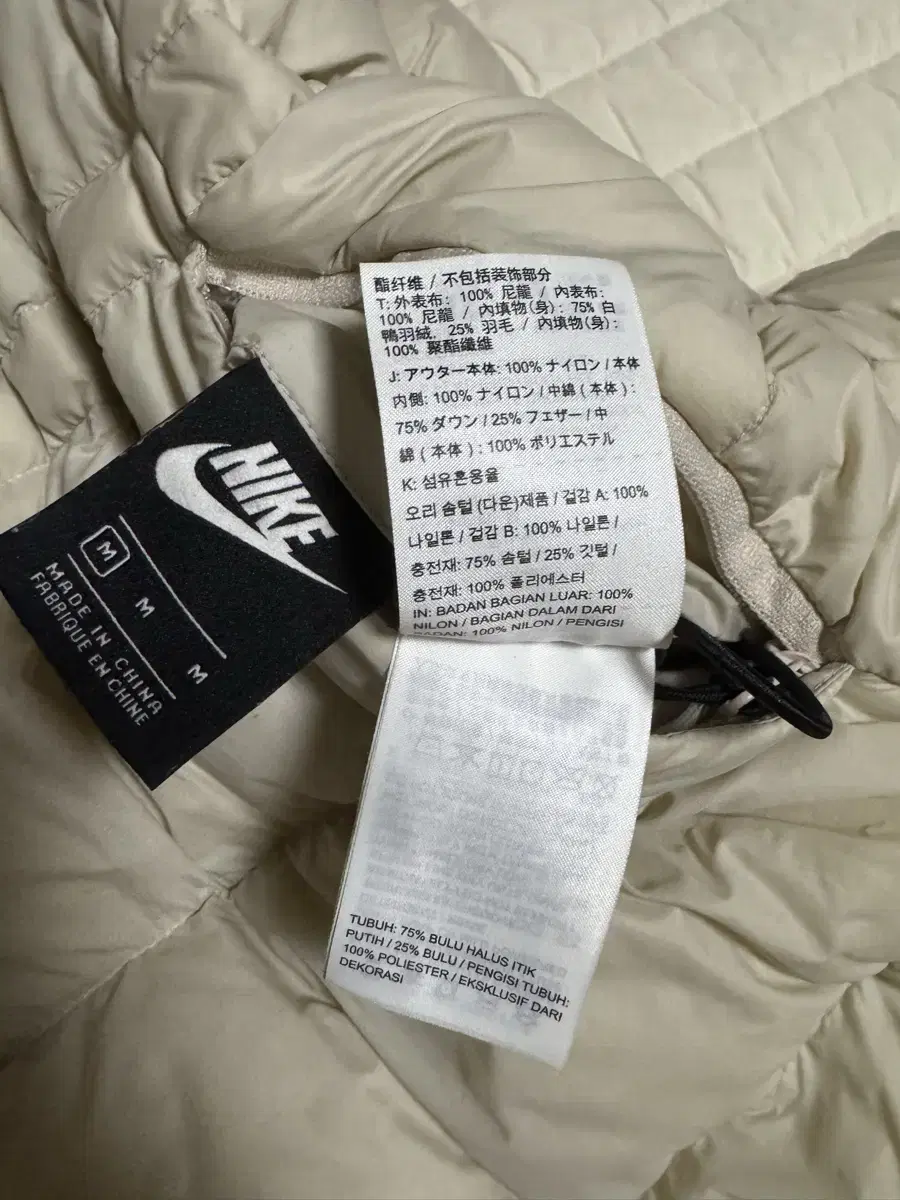 NIKE
M
M
M
MADE IN CHINA
FABRIQUE EN CHINE
酯纤维 / 不包括装饰部分
T: 外表布: 100% 尼龍 / 內表布:
100% 尼龍 / 內填物(身): 75% 白
鴨羽絨, 25% 羽毛 / 內填物(身):
100% 聚酯纖維
J: アウター本体: 100% ナイロン / 本体
内側: 100% ナイロン / 中綿 ( 本体 ) :
75% ダウン / 25% フェザー / 中
綿 ( 本体 ) : 100% ポリエステル
K: 섬유혼용율
오리 솜털 (다운)제품 / 겉감 A: 100%
나일론 / 겉감 B: 100% 나일론 /
충전재: 75% 솜털 / 25% 깃털 /
충전재: 100% 폴리에스터
IN: BADAN BAGIAN LUAR: 100%
NILON / BAGIAN DALAM DARI
BADAN: 100% NILON / PENGISI
TUBUH: 75% BULU HALUS ITIK
PUTIH / 25% BULU / PENGISI TUBUH:
100% POLIESTER / EKSKLUSIF DARI
DEKORASI